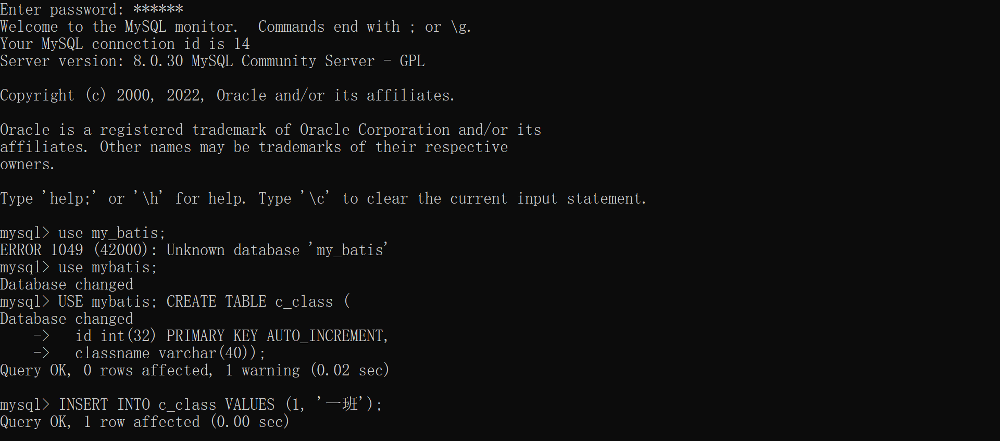 Enter password: ******
Welcome to the MySQL monitor.  Commands end with ; or \g.
Your MySQL connection id is 14
Server version: 8.0.30 MySQL Community Server - GPL
Copyright (c) 2000, 2022, Oracle and/or its affiliates.
Oracle is a registered trademark of Oracle Corporation and/or its
affiliates. Other names may be trademarks of their respective
owners.
Type 'help;' or '\h' for help. Type '\c' to clear the current input statement.
mysql> use my_batis;
ERROR 1049 (42000): Unknown database 'my_batis'
mysql> use mybatis;
Database changed
mysql> USE mybatis; CREATE TABLE c_class (
Database changed
    ->   id int(32) PRIMARY KEY AUTO_INCREMENT,
    ->   classname varchar(40));
Query OK, 0 rows affected, 1 warning (0.02 sec)
mysql> INSERT INTO c_class VALUES (1, '一班');
Query OK, 1 row affected (0.00 sec)